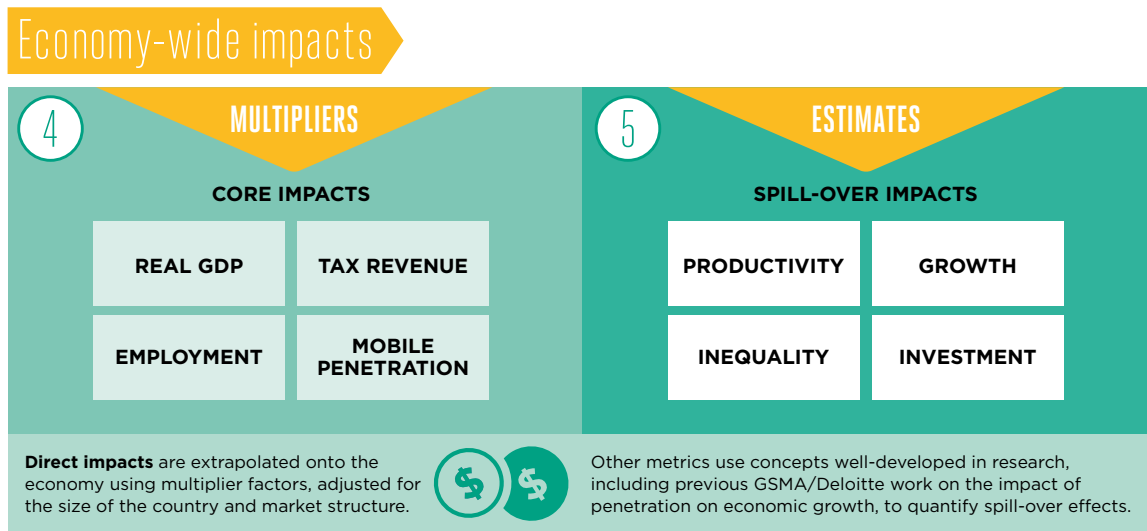 Economy-wide impacts
4
MULTIPLIERS
CORE IMPACTS
REAL GDP
TAX REVENUE
EMPLOYMENT
MOBILE
PENETRATION
Direct impacts are extrapolated onto the
economy using multiplier factors, adjusted for
the size of the country and market structure.
$
5
ESTIMATES
SPILL-OVER IMPACTS
PRODUCTIVITY
GROWTH
INEQUALITY
INVESTMENT
$
Other metrics use concepts well-developed in research,
including previous GSMA/Deloitte work on the impact of
penetration on economic growth, to quantify spill-over effects.